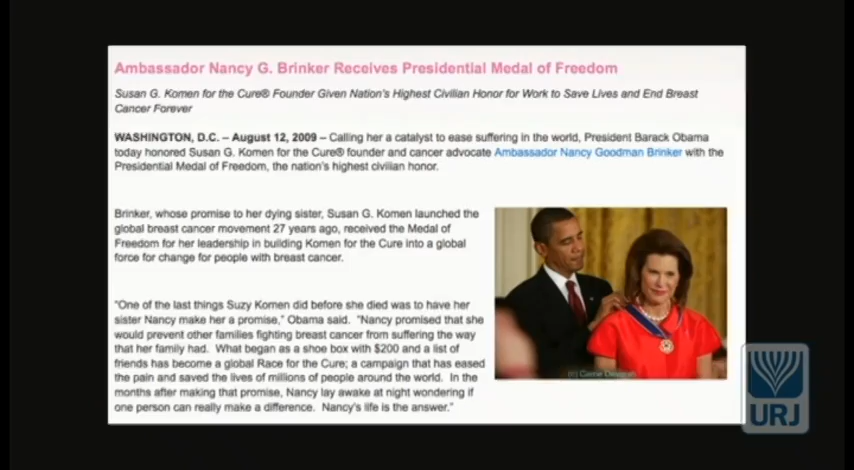 Ambassador Nancy G. Brinker Receives Presidential Medal of Freedom
Susan G. Komen for the Cure® Founder Given Nation's Highest Civilian Honor for Work to Save Lives and End Breast
Cancer Forever
WASHINGTON, D.C. – August 12, 2009 – Calling her a catalyst to ease suffering in the world, President Barack Obama
today honored Susan G. Komen for the Cure® founder and cancer advocate Ambassador Nancy Goodman Brinker with the
Presidential Medal of Freedom, the nation's highest civilian honor.
Brinker, whose promise to her dying sister, Susan G. Komen launched the
global breast cancer movement 27 years ago, received the Medal of
Freedom for her leadership in building Komen for the Cure into a global
force for change for people with breast cancer.
"One of the last things Suzy Komen did before she died was to have her
sister Nancy make her a promise," Obama said. "Nancy promised that she
would prevent other families fighting breast cancer from suffering the way
that her family had. What began as a shoe box with $200 and a list of
friends has become a global Race for the Cure; a campaign that has eased
the pain and saved the lives of millions of people around the world. In the
months after making that promise, Nancy lay awake at night wondering if
one person can really make a difference. Nancy's life is the answer."
(c)
URJ